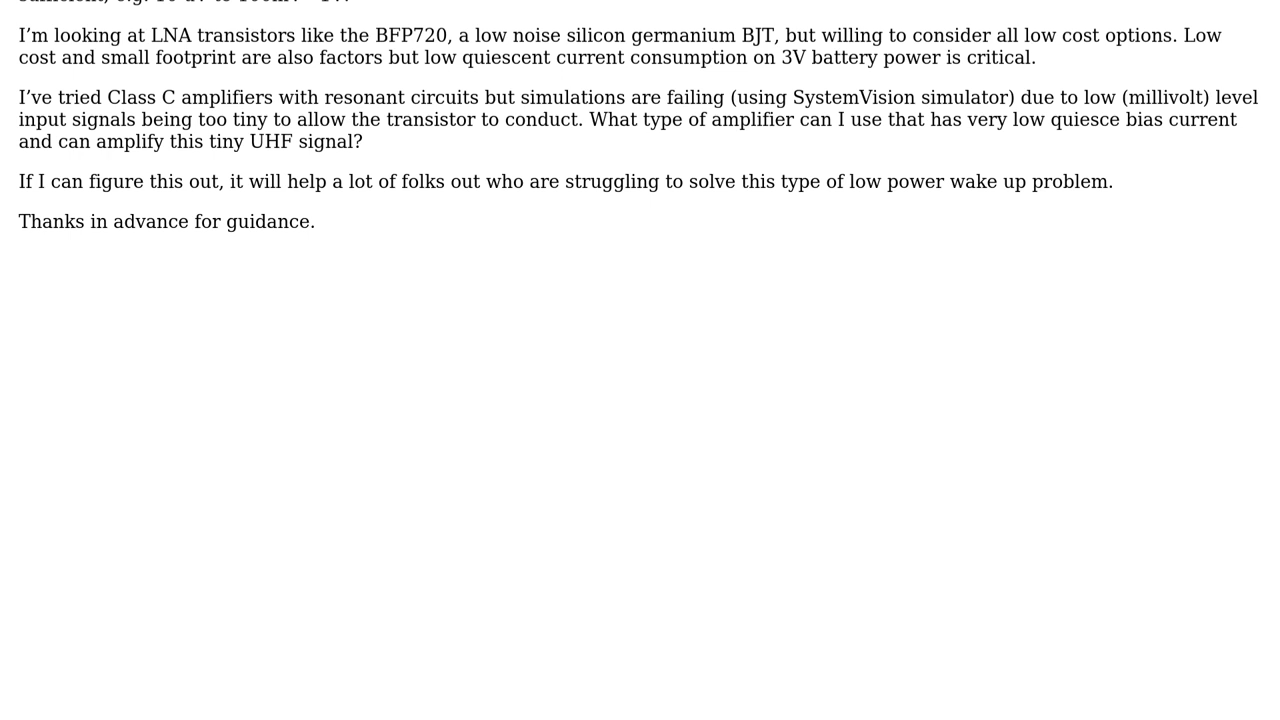 I’m looking at LNA transistors like the BFP720, a low noise silicon germanium BJT, but willing to consider all low cost options. Low
cost and small footprint are also factors but low quiescent current consumption on 3V battery power is critical.
I’ve tried Class C amplifiers with resonant circuits but simulations are failing (using SystemVision simulator) due to low (millivolt) level
input signals being too tiny to allow the transistor to conduct. What type of amplifier can I use that has very low quiesce bias current
and can amplify this tiny UHF signal?
If I can figure this out, it will help a lot of folks out who are struggling to solve this type of low power wake up problem.
Thanks in advance for guidance.